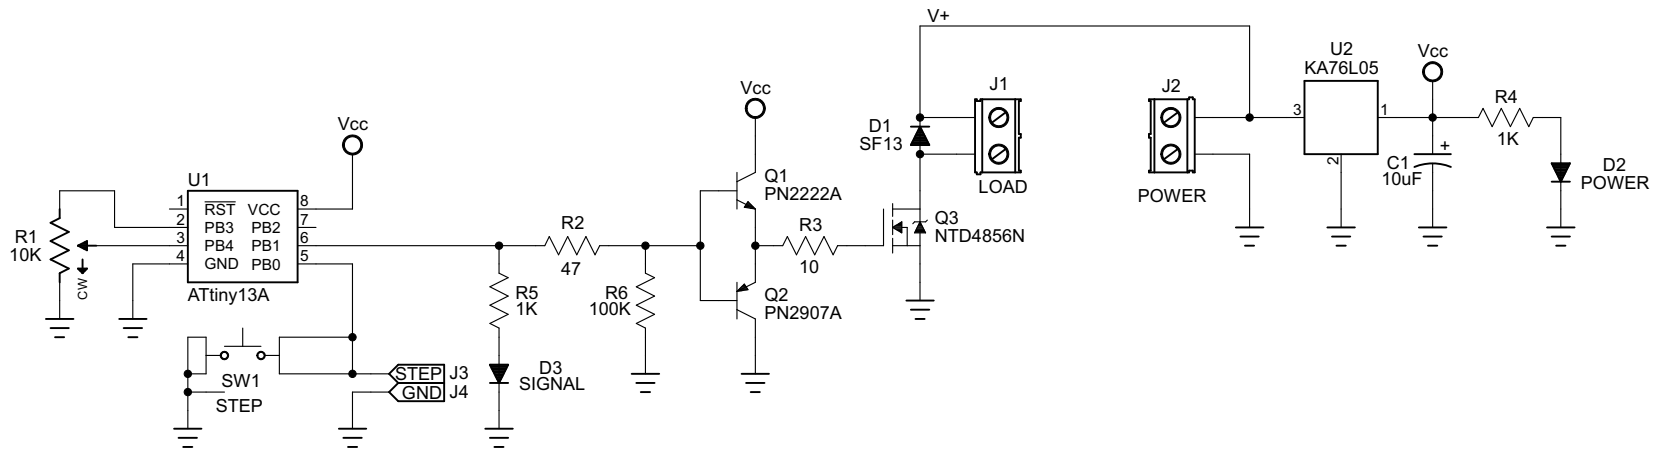 V+
U2
KA76L05
Vcc
J1
J2
Vcc
R4
3
1
1K
D1
SF13
Vcc
2
+
C1
10uF
D2
POWER
LOAD
POWER
U1
Q1
PN2222A
1 RST VCC 8
2 PB3 PB2 7
3 PB4 PB1 6
4 GND PB0 5
R1
10K
CW
ATtiny13A
R2
47
R3
10
Q3
NTD4856N
R5
1K
R6
100K
Q2
PN2907A
SW1
STEP
STEP J3
GND J4
D3
SIGNAL